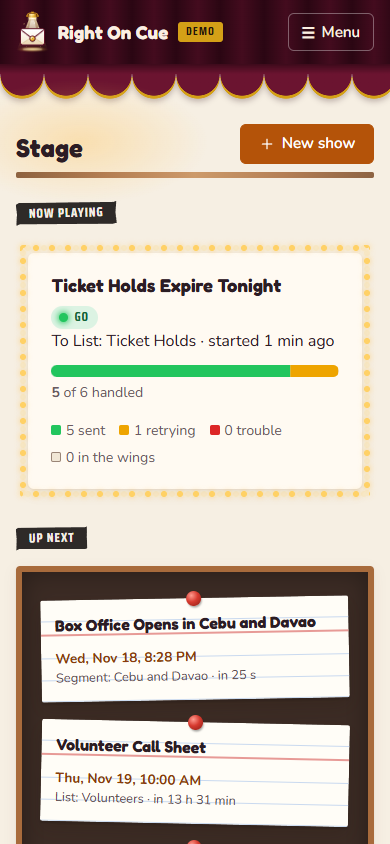 Right On Cue
DEMO
☰ Menu
Stage
+ New show
NOW PLAYING
Ticket Holds Expire Tonight
GO
To List: Ticket Holds · started 1 min ago
5 of 6 handled
5 sent 1 retrying 0 trouble
0 in the wings
UP NEXT
Box Office Opens in Cebu and Davao
Wed, Nov 18, 8:28 PM
Segment: Cebu and Davao · in 25 s
Volunteer Call Sheet
Thu, Nov 19, 10:00 AM
List: Volunteers · in 13 h 31 min